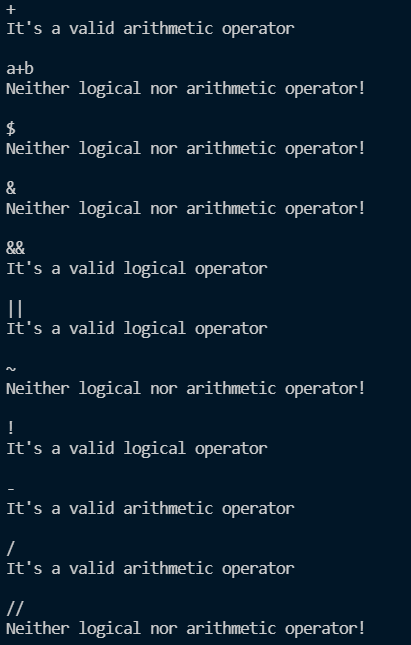 +
It's a valid arithmetic operator
a+b
Neither logical nor arithmetic operator!
$
Neither logical nor arithmetic operator!
&
Neither logical nor arithmetic operator!
&&
It's a valid logical operator
||
It's a valid logical operator
~
Neither logical nor arithmetic operator!
!
It's a valid logical operator
-
It's a valid arithmetic operator
/
It's a valid arithmetic operator
//
Neither logical nor arithmetic operator!